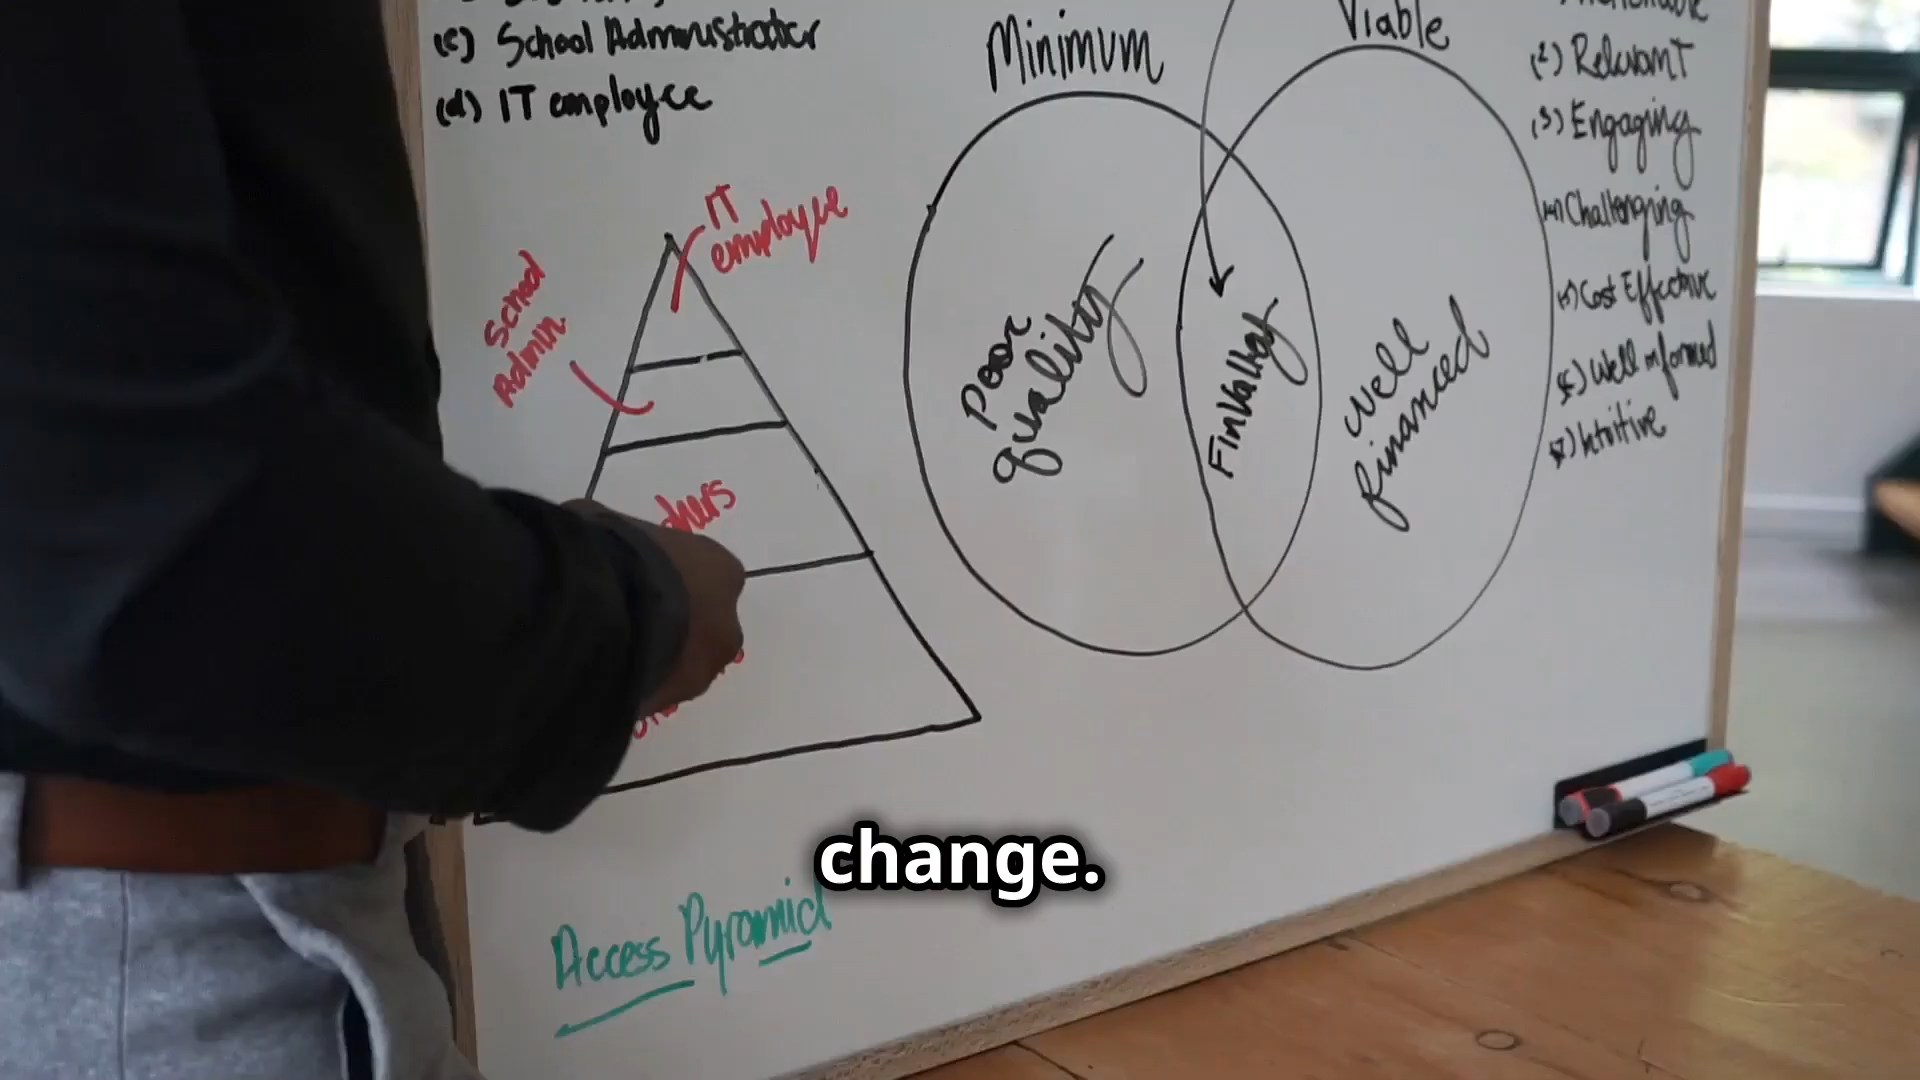 (c) School Administrator
(d) IT employee
IT
employee
School
Admin.
Minimum
Viable
Poor
quality
FinVallhy
Well
financed
(2) Relevant
(3) Engaging
(4) Challenging
(5) Cost Effective
(6) Well informed
(7) Intuitive
change.
Access Pyramid